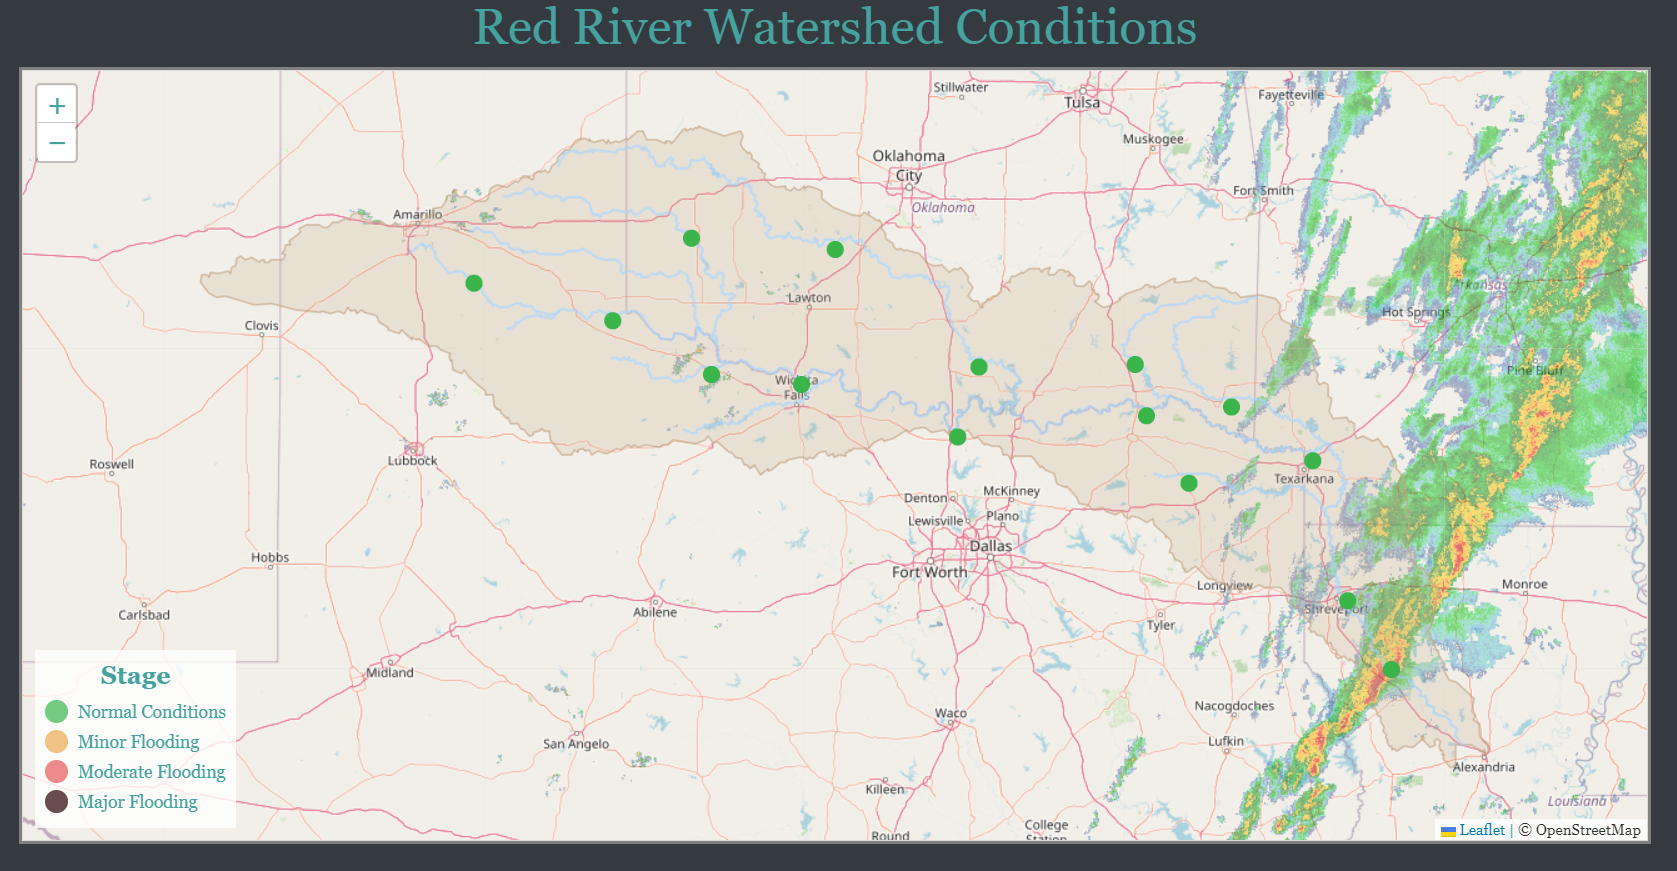 Red River Watershed Conditions
+
−
Stillwater
Tulsa
Fayetteville
Muskogee
Oklahoma
City
Oklahoma
Fort Smith
Amarillo
Arkansas
Lawton
Hot Springs
Clovis
Pine Bluff
Wichita
Falls
Lubbock
Roswell
Texarkana
Denton
McKinney
Lewisville
Plano
Dallas
Fort Worth
Hobbs
Longview
Monroe
Carlsbad
Abilene
Shreveport
Tyler
Midland
Nacogdoches
Waco
San Angelo
Lufkin
Alexandria
Killeen
Louisiana
College
Station
Round
Stage
Normal Conditions
Minor Flooding
Moderate Flooding
Major Flooding
Leaflet | © OpenStreetMap